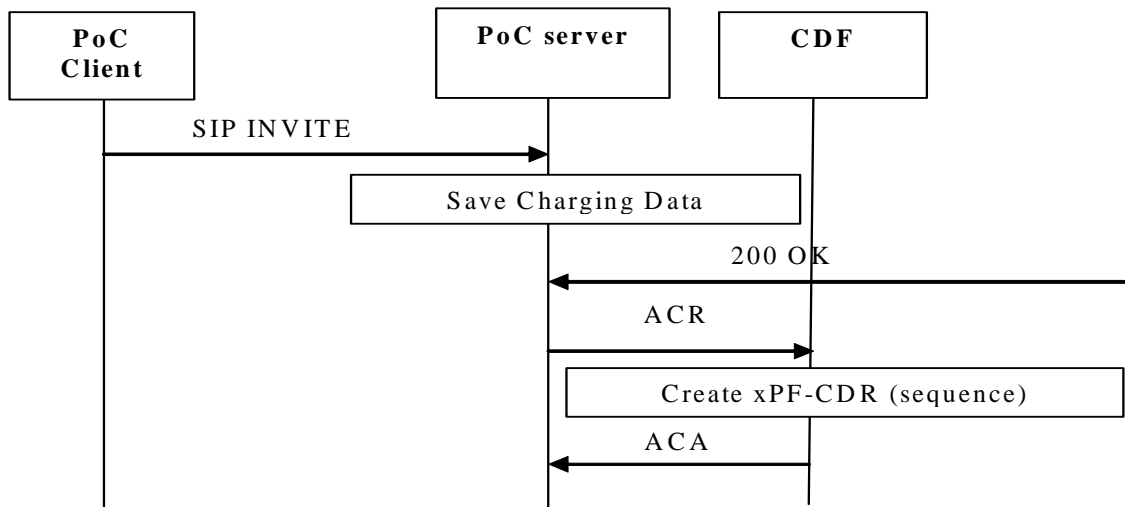 PoC
Client
PoC server
CDF
SIP INVITE
Save Charging Data
200 OK
ACR
Create xPF-CDR (sequence)
ACA